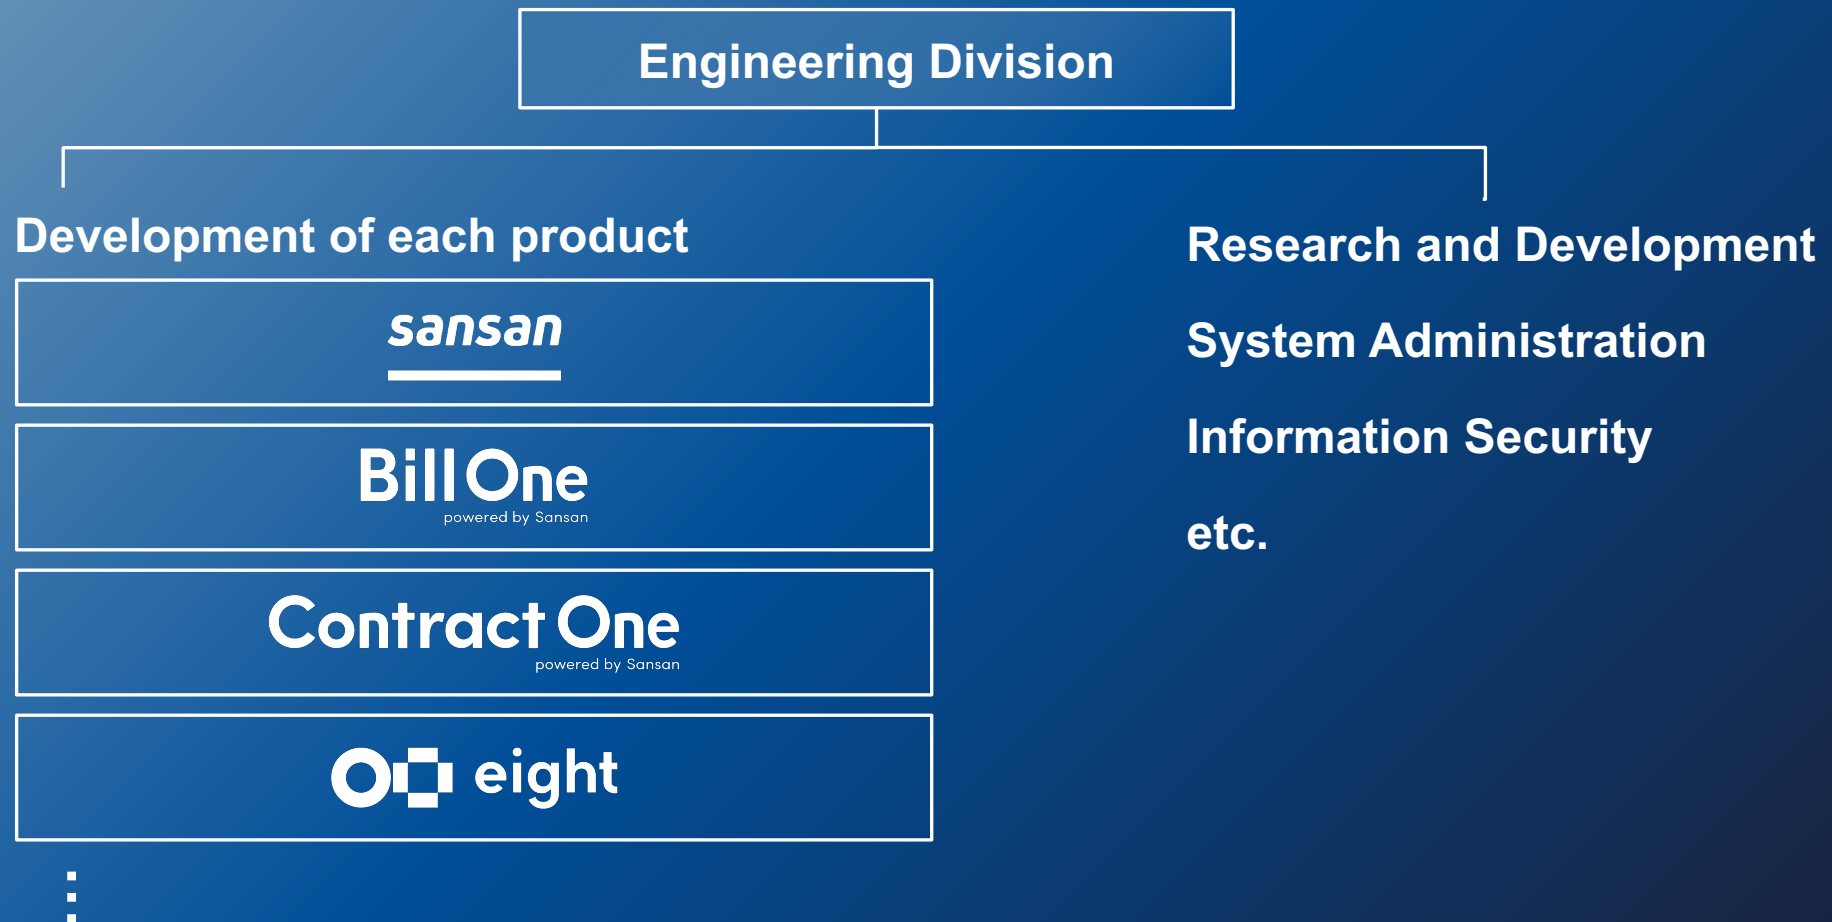 Engineering Division
Development of each product
sansan
Bill One
powered by Sansan
Contract One
powered by Sansan
eight
Research and Development
System Administration
Information Security
etc.